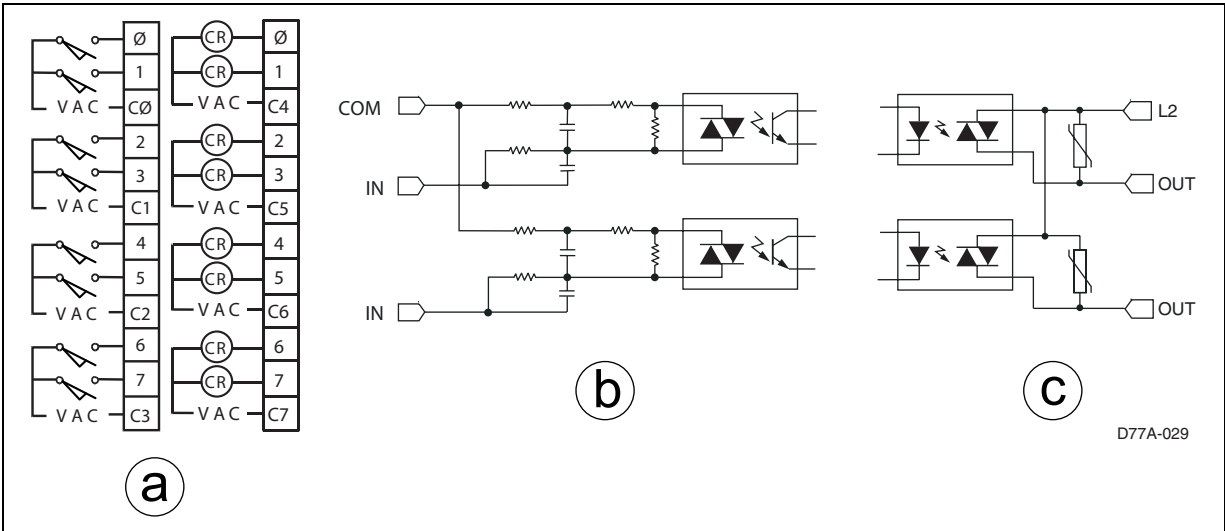 Ø CR Ø
1 CR 1
VAC CØ VAC C4
2 CR 2
3 CR 3
VAC C1 VAC C5
4 CR 4
5 CR 5
VAC C2 VAC C6
6 CR 6
7 CR 7
VAC C3 VAC C7
a
COM
IN
IN
b
L2
OUT
OUT
c
D77A-029